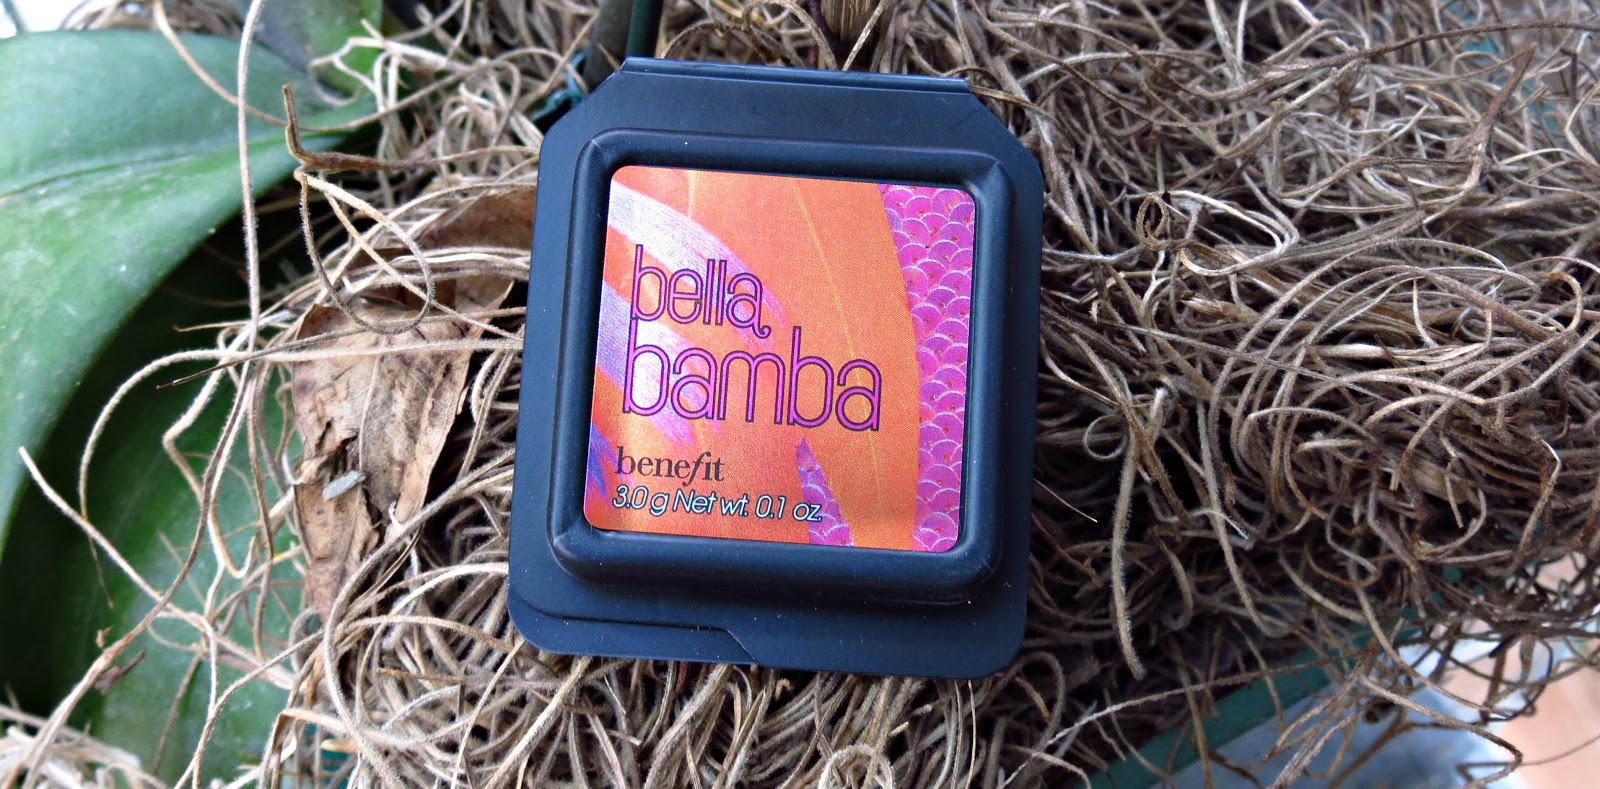 bella
bamba
benefit
3.0 g Net wt. 0.1 oz.